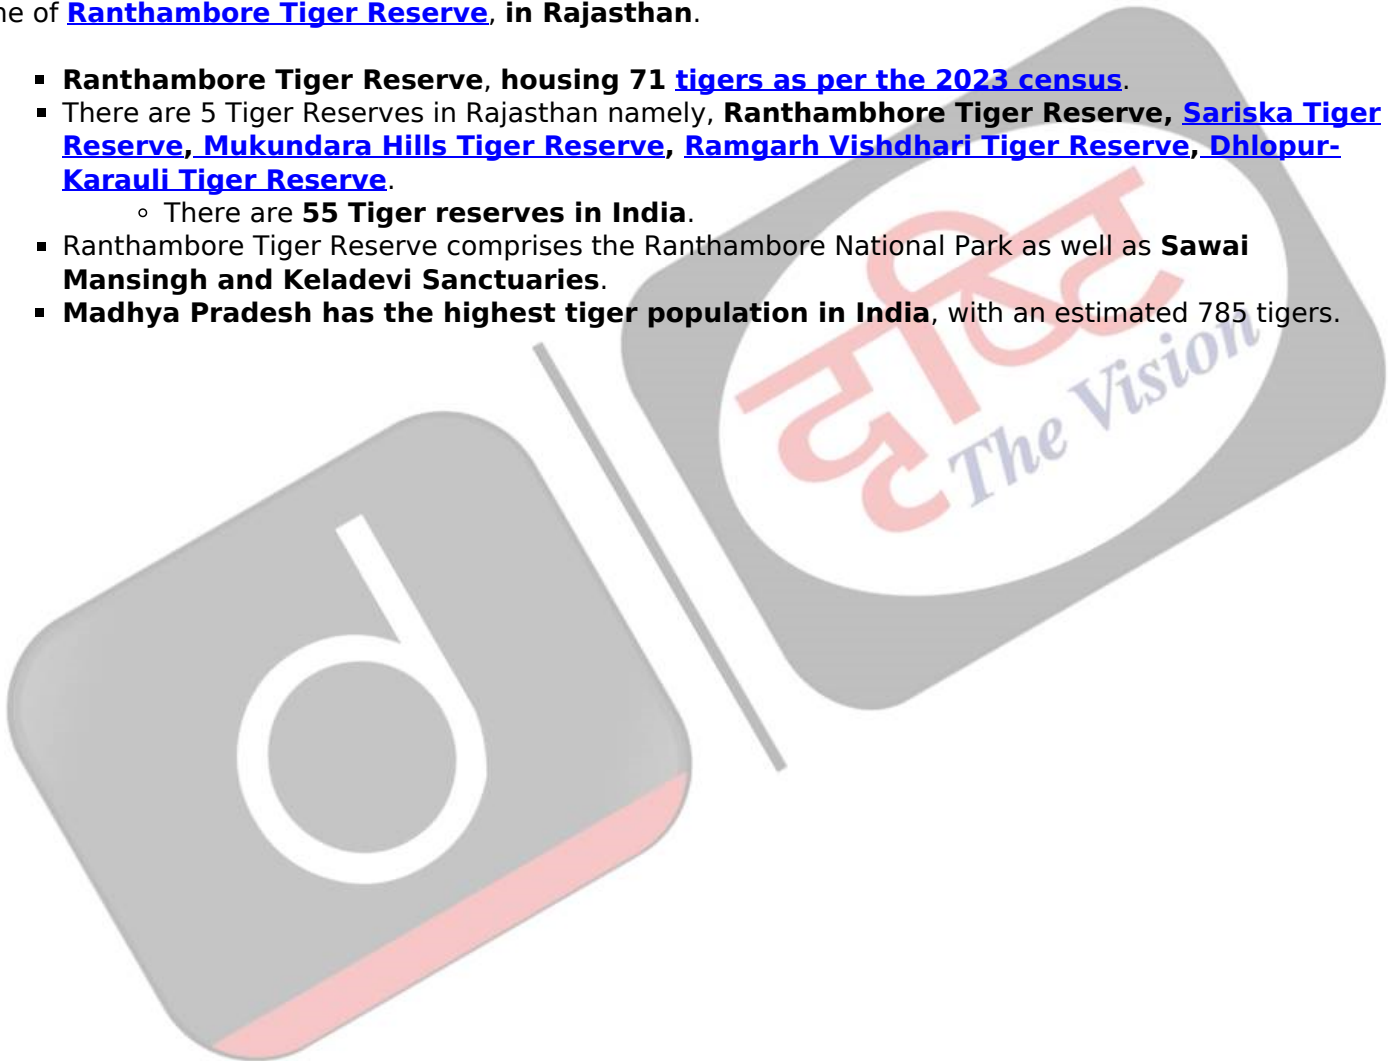 ne of Ranthambore Tiger Reserve, in Rajasthan.
▪ Ranthambore Tiger Reserve, housing 71 tigers as per the 2023 census.
▪ There are 5 Tiger Reserves in Rajasthan namely, Ranthambhore Tiger Reserve, Sariska Tiger
Reserve, Mukundara Hills Tiger Reserve, Ramgarh Vishdhari Tiger Reserve, Dhlopur-
Karauli Tiger Reserve.
◦ There are 55 Tiger reserves in India.
▪ Ranthambore Tiger Reserve comprises the Ranthambore National Park as well as Sawai
Mansingh and Keladevi Sanctuaries.
▪ Madhya Pradesh has the highest tiger population in India, with an estimated 785 tigers.
दृष्टि
The Vision
d